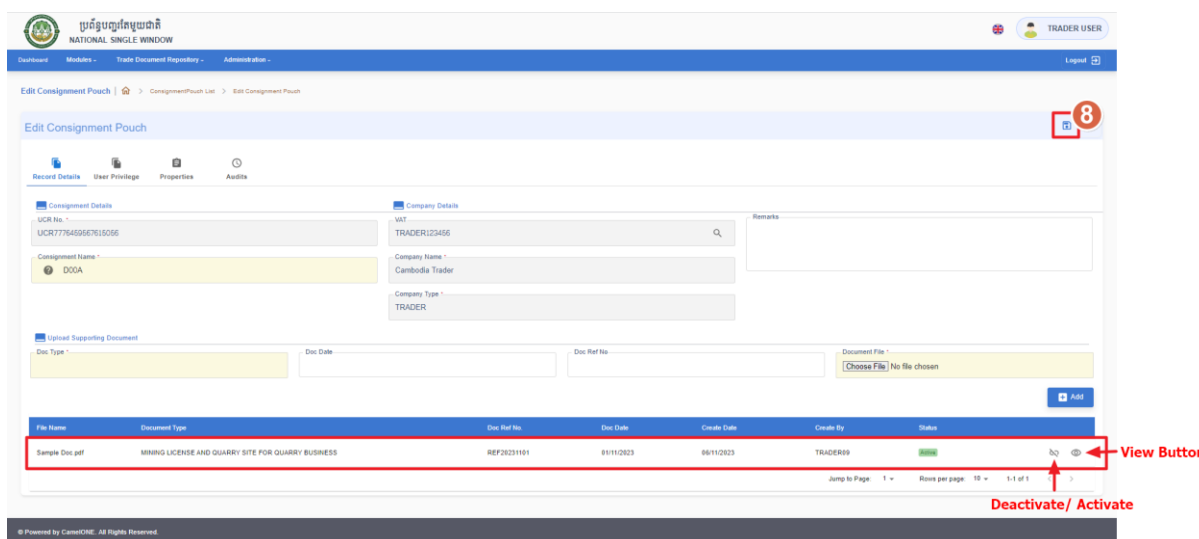 ប្រព័ន្ធបញ្ជរតែមួយជាតិ
NATIONAL SINGLE WINDOW
TRADER USER
Dashboard Modules Trade Document Repository Administration Logout
Edit Consignment Pouch | > ConsignmentPouch List > Edit Consignment Pouch
Edit Consignment Pouch
8
Record Details User Privilege Properties Audits
Consignment Details Company Details
UCR No. * VAT Remarks
UCR7776459567615056 TRADER123456
Consignment Name * Company Name *
D00A Cambodia Trader
Company Type *
TRADER
Upload Supporting Document
Doc Type * Doc Date Doc Ref No Document File *
Choose File No file chosen
Add
File Name Document Type Doc Ref No Doc Date Create Date Create By Status
Sample Doc.pdf MINING LICENSE AND QUARRY SITE FOR QUARRY BUSINESS REF20231101 01/11/2023 06/11/2023 TRADER09 Active
View Button
Jump to Page: 1 Rows per page: 10 1-1 of 1 < >
Deactivate/ Activate
© Powered by CamelONE. All Rights Reserved.